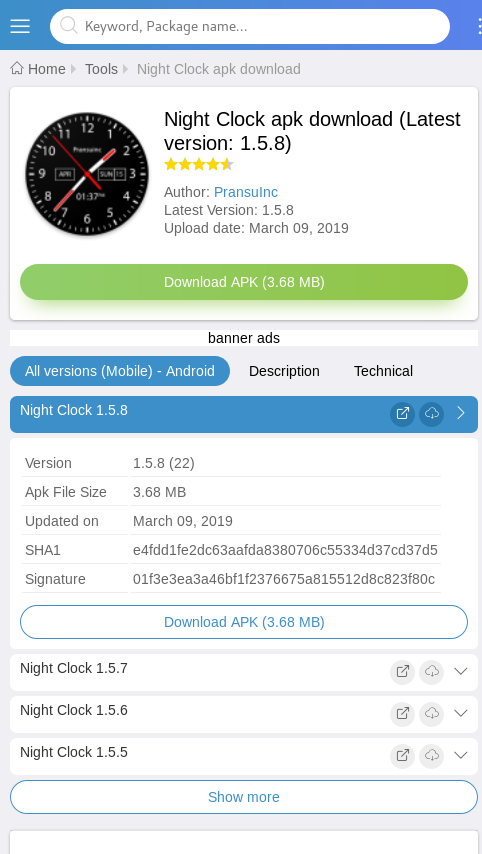 Keyword, Package name...
Home Tools Night Clock apk download
12
1
2
3
4
5
6
7
8
9
10
11
PransuInc
APR
SUN 15
01:37PM
Night Clock apk download (Latest
version: 1.5.8)
Author: PransuInc
Latest Version: 1.5.8
Upload date: March 09, 2019
Download APK (3.68 MB)
banner ads
All versions (Mobile) - Android Description Technical
Night Clock 1.5.8
Version 1.5.8 (22)
Apk File Size 3.68 MB
Updated on March 09, 2019
SHA1 e4fdd1fe2dc63aafda8380706c55334d37cd37d5
Signature 01f3e3ea3a46bf1f2376675a815512d8c823f80c
Download APK (3.68 MB)
Night Clock 1.5.7
Night Clock 1.5.6
Night Clock 1.5.5
Show more